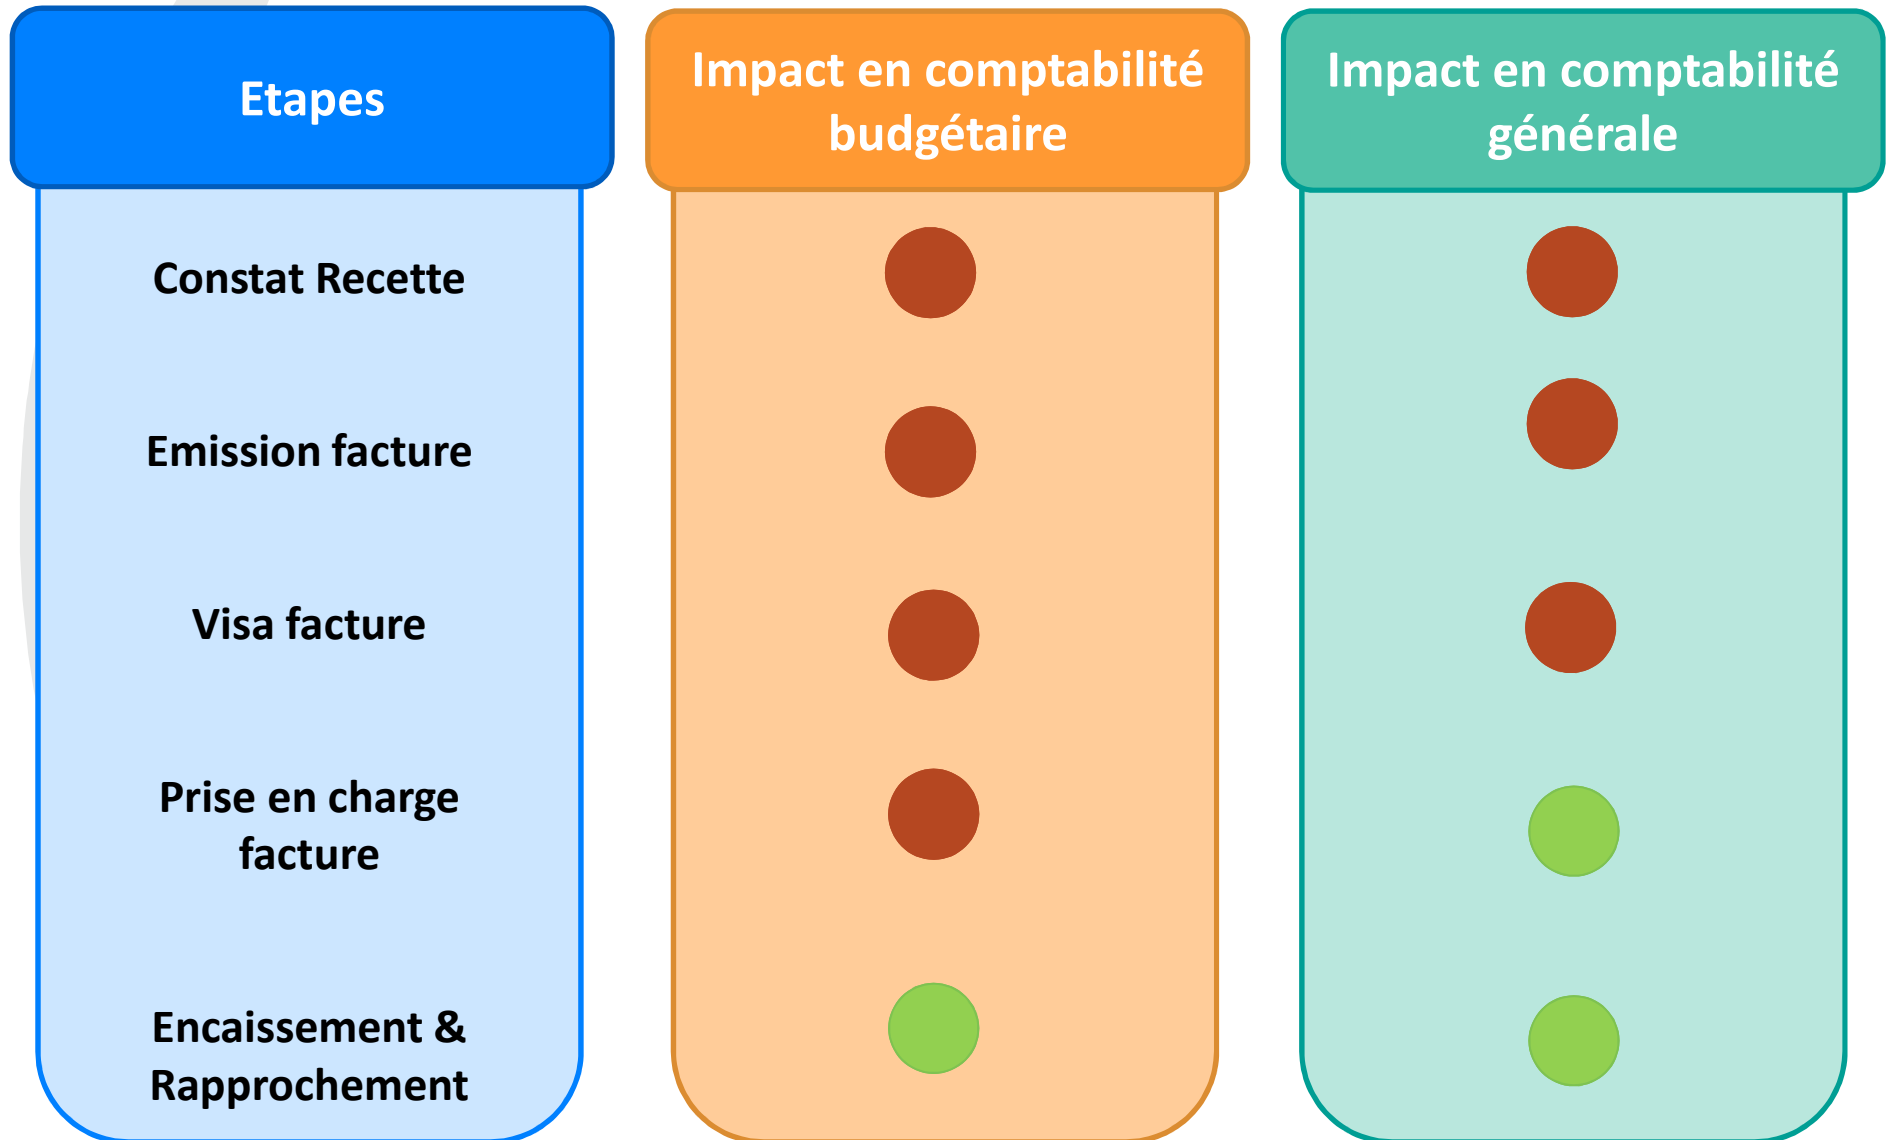 Etapes
Impact en comptabilité
budgétaire
Impact en comptabilité
générale
Constat Recette
Emission facture
Visa facture
Prise en charge
facture
Encaissement &
Rapprochement